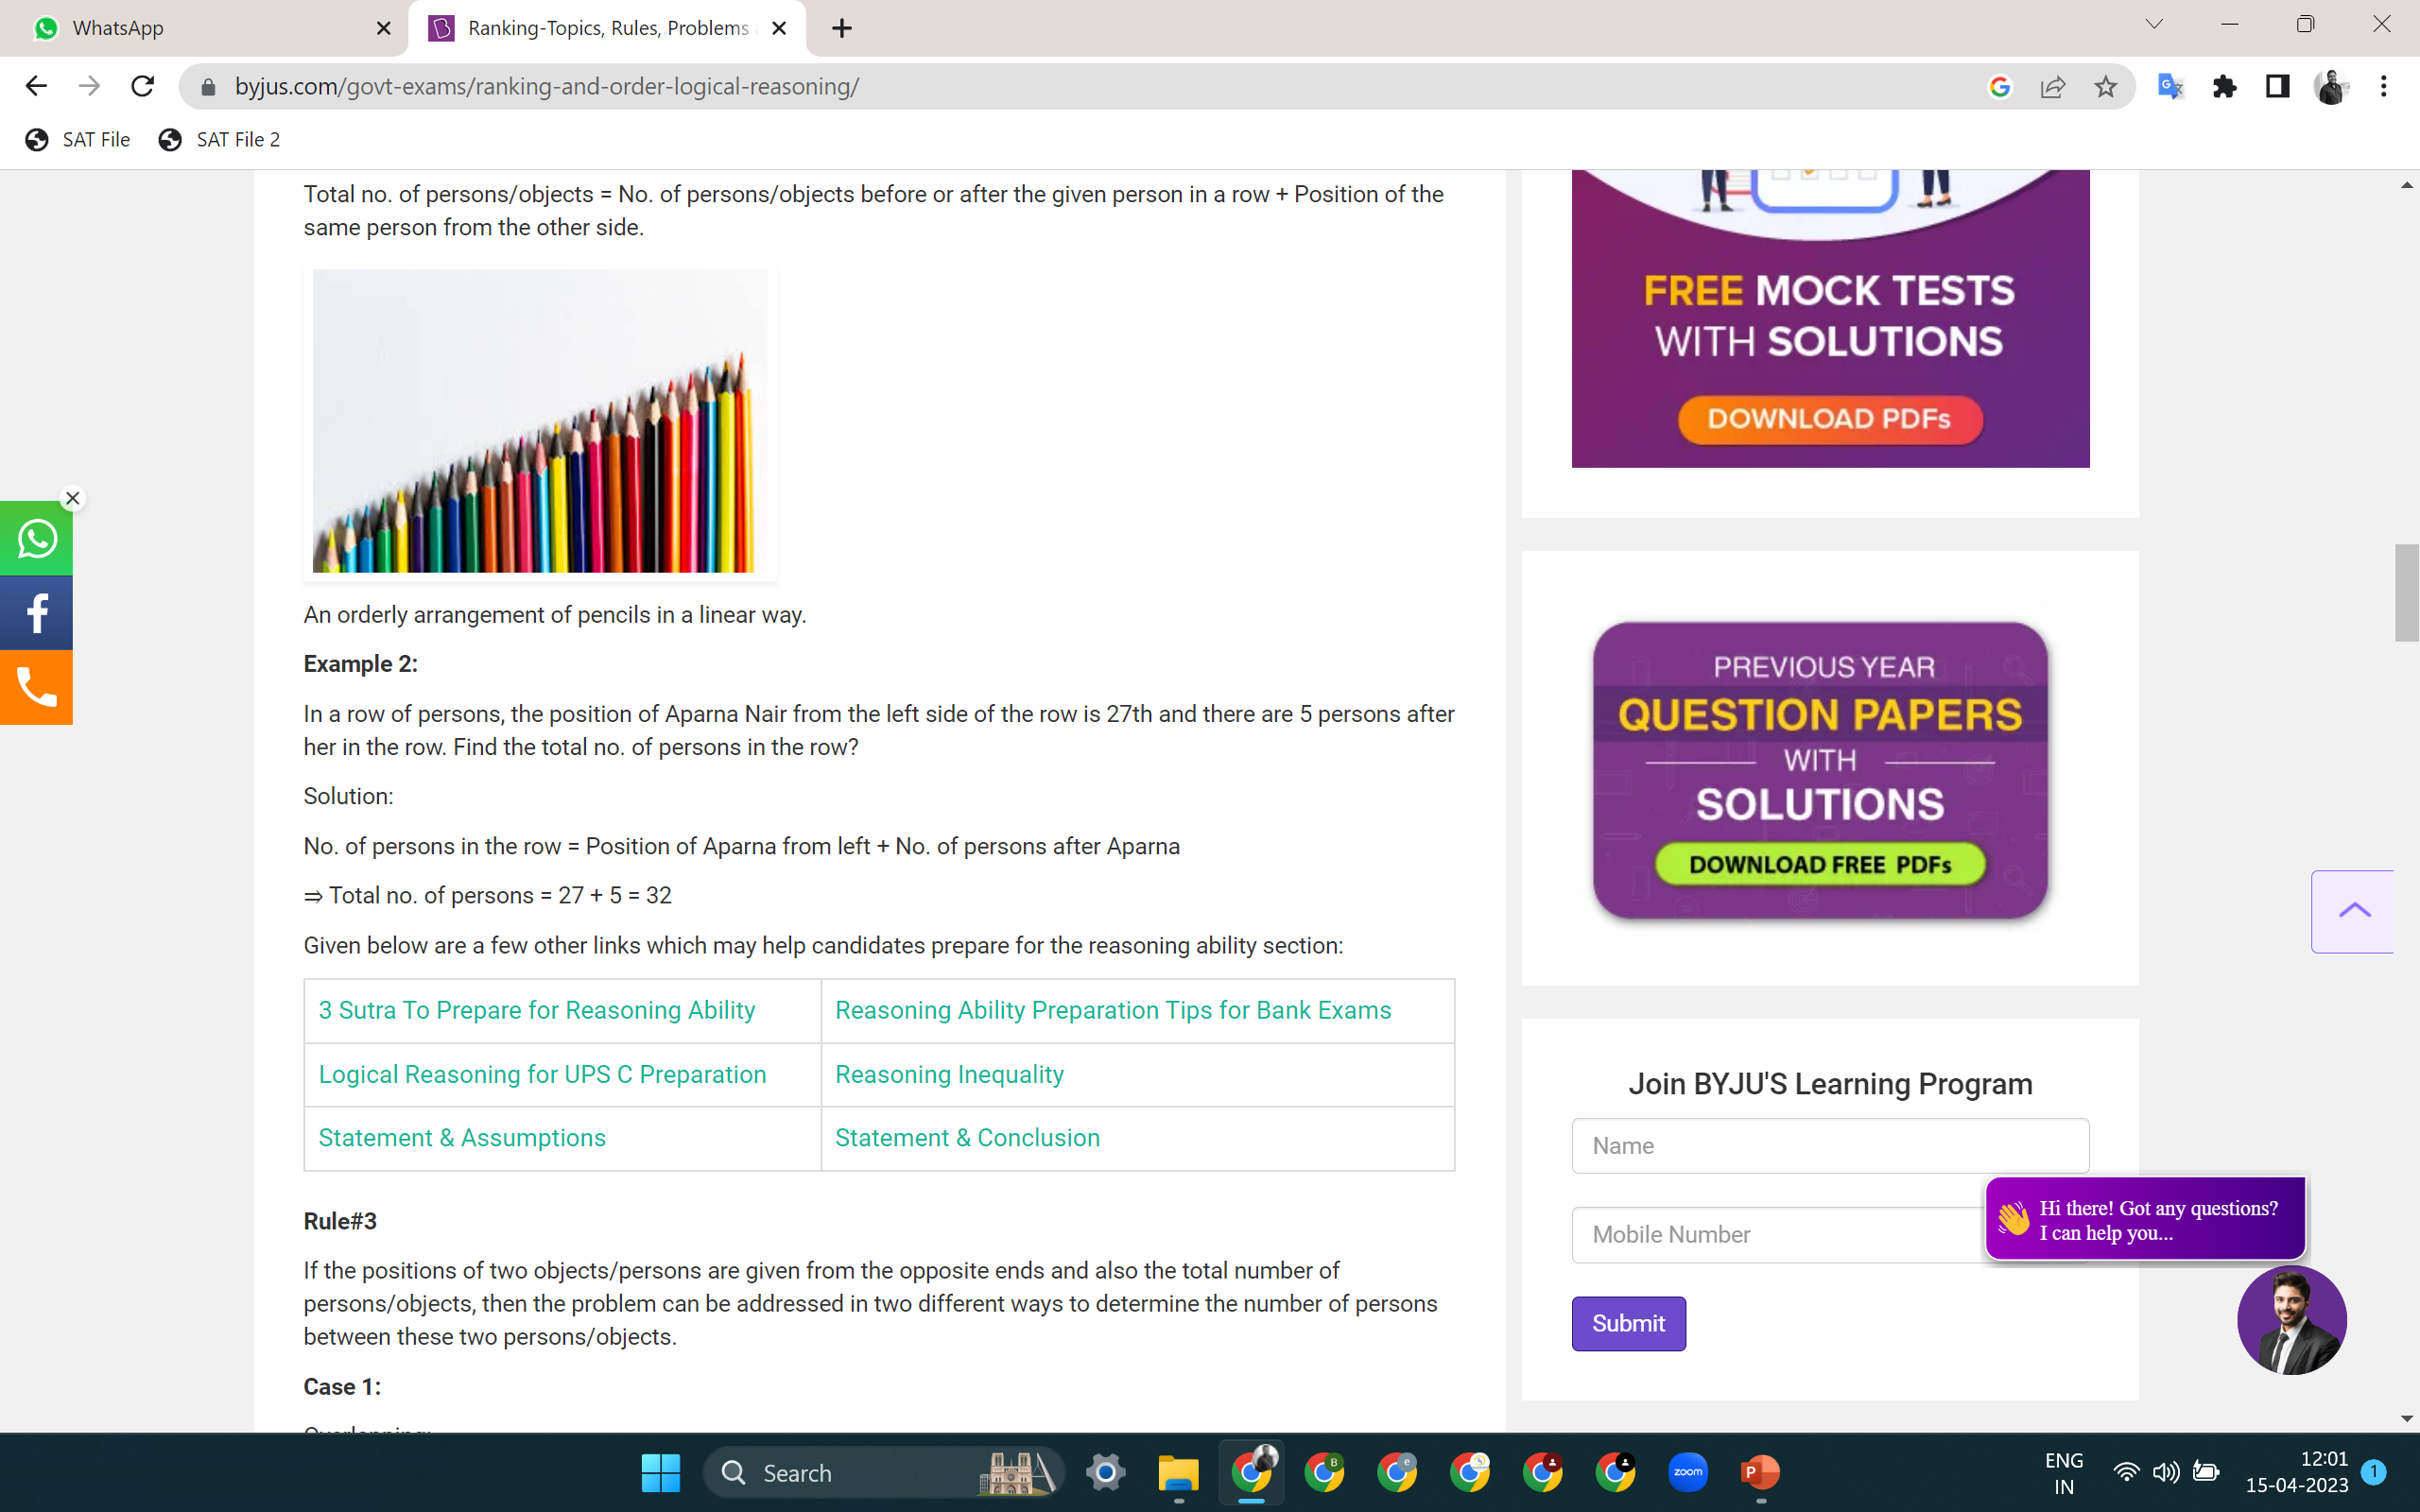 WhatsApp
Ranking-Topics, Rules, Problems
byjus.com/govt-exams/ranking-and-order-logical-reasoning/
SAT File
SAT File 2
Total no. of persons/objects = No. of persons/objects before or after the given person in a row + Position of the
same person from the other side.
An orderly arrangement of pencils in a linear way.
Example 2:
In a row of persons, the position of Aparna Nair from the left side of the row is 27th and there are 5 persons after
her in the row. Find the total no. of persons in the row?
Solution:
No. of persons in the row = Position of Aparna from left + No. of persons after Aparna
⇒ Total no. of persons = 27 + 5 = 32
Given below are a few other links which may help candidates prepare for the reasoning ability section:
3 Sutra To Prepare for Reasoning Ability
Reasoning Ability Preparation Tips for Bank Exams
Logical Reasoning for UPS C Preparation
Reasoning Inequality
Statement & Assumptions
Statement & Conclusion
Rule#3
If the positions of two objects/persons are given from the opposite ends and also the total number of
persons/objects, then the problem can be addressed in two different ways to determine the number of persons
between these two persons/objects.
Case 1:
FREE MOCK TESTS
WITH SOLUTIONS
DOWNLOAD PDFs
PREVIOUS YEAR
QUESTION PAPERS
WITH
SOLUTIONS
DOWNLOAD FREE PDFs
Join BYJU'S Learning Program
Name
Mobile Number
Submit
Hi there! Got any questions?
I can help you...
Search
zoom
ENG
IN
12:01
15-04-2023
1